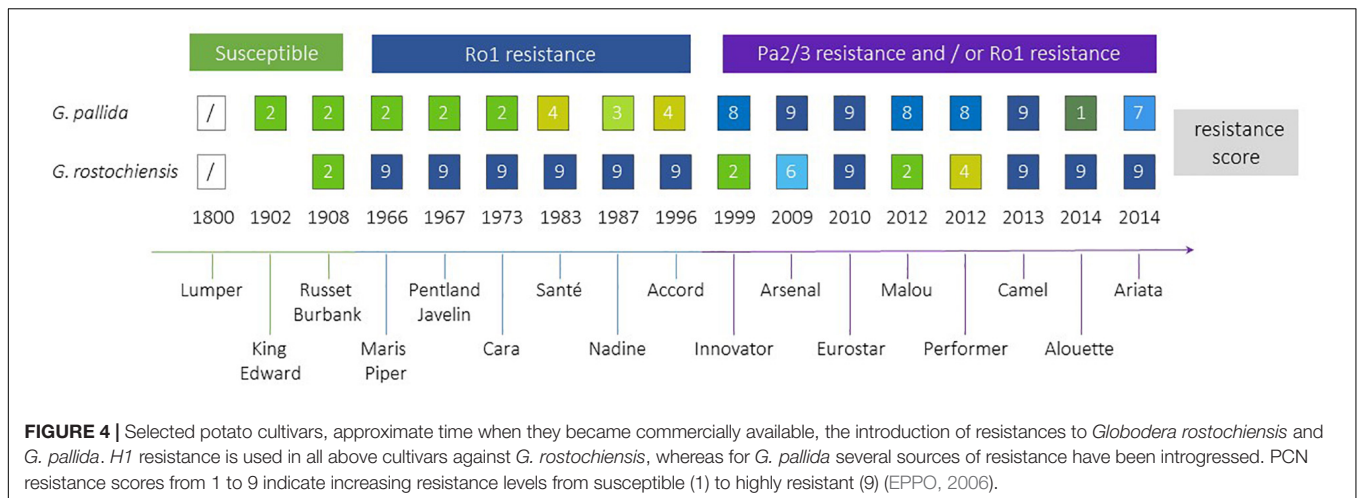 Susceptible Ro1 resistance Pa2/3 resistance and / or Ro1 resistance
G. pallida / 2 2 2 2 2 4 3 4 8 9 9 8 8 9 1 7
resistance score
G. rostochiensis / 2 9 9 9 9 9 9 2 6 9 2 4 9 9 9
1800 1902 1908 1966 1967 1973 1983 1987 1996 1999 2009 2010 2012 2012 2013 2014 2014
Lumper Russet Burbank Pentland Javelin Santé Accord Arsenal Malou Camel Ariata
King Edward Maris Piper Cara Nadine Innovator Eurostar Performer Alouette
FIGURE 4 | Selected potato cultivars, approximate time when they became commercially available, the introduction of resistances to Globodera rostochiensis and
G. pallida. H1 resistance is used in all above cultivars against G. rostochiensis, whereas for G. pallida several sources of resistance have been introgressed. PCN
resistance scores from 1 to 9 indicate increasing resistance levels from susceptible (1) to highly resistant (9) (EPPO, 2006).